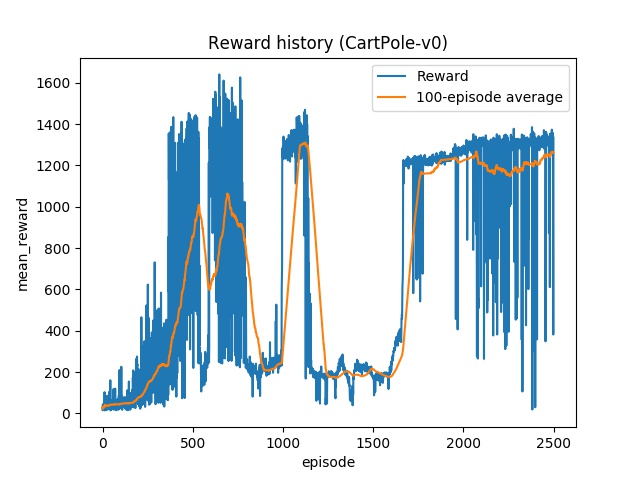 Reward history (CartPole-v0)
Reward
100-episode average
mean_reward
1600
1400
1200
1000
800
600
400
200
0
0 500 1000 1500 2000 2500
episode